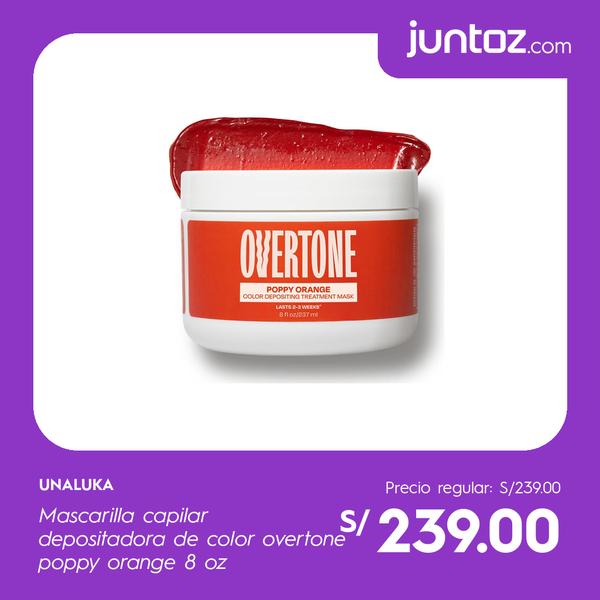 juntoz.com
OVERTONE
POPPY ORANGE
COLOR DEPOSITING TREATMENT MASK
LASTS 2-3 WEEKS*
8 fl oz/237 ml
UNALUKA
Precio regular: S/239.00
Mascarilla capilar
depositadora de color overtone
poppy orange 8 oz
S/ 239.00